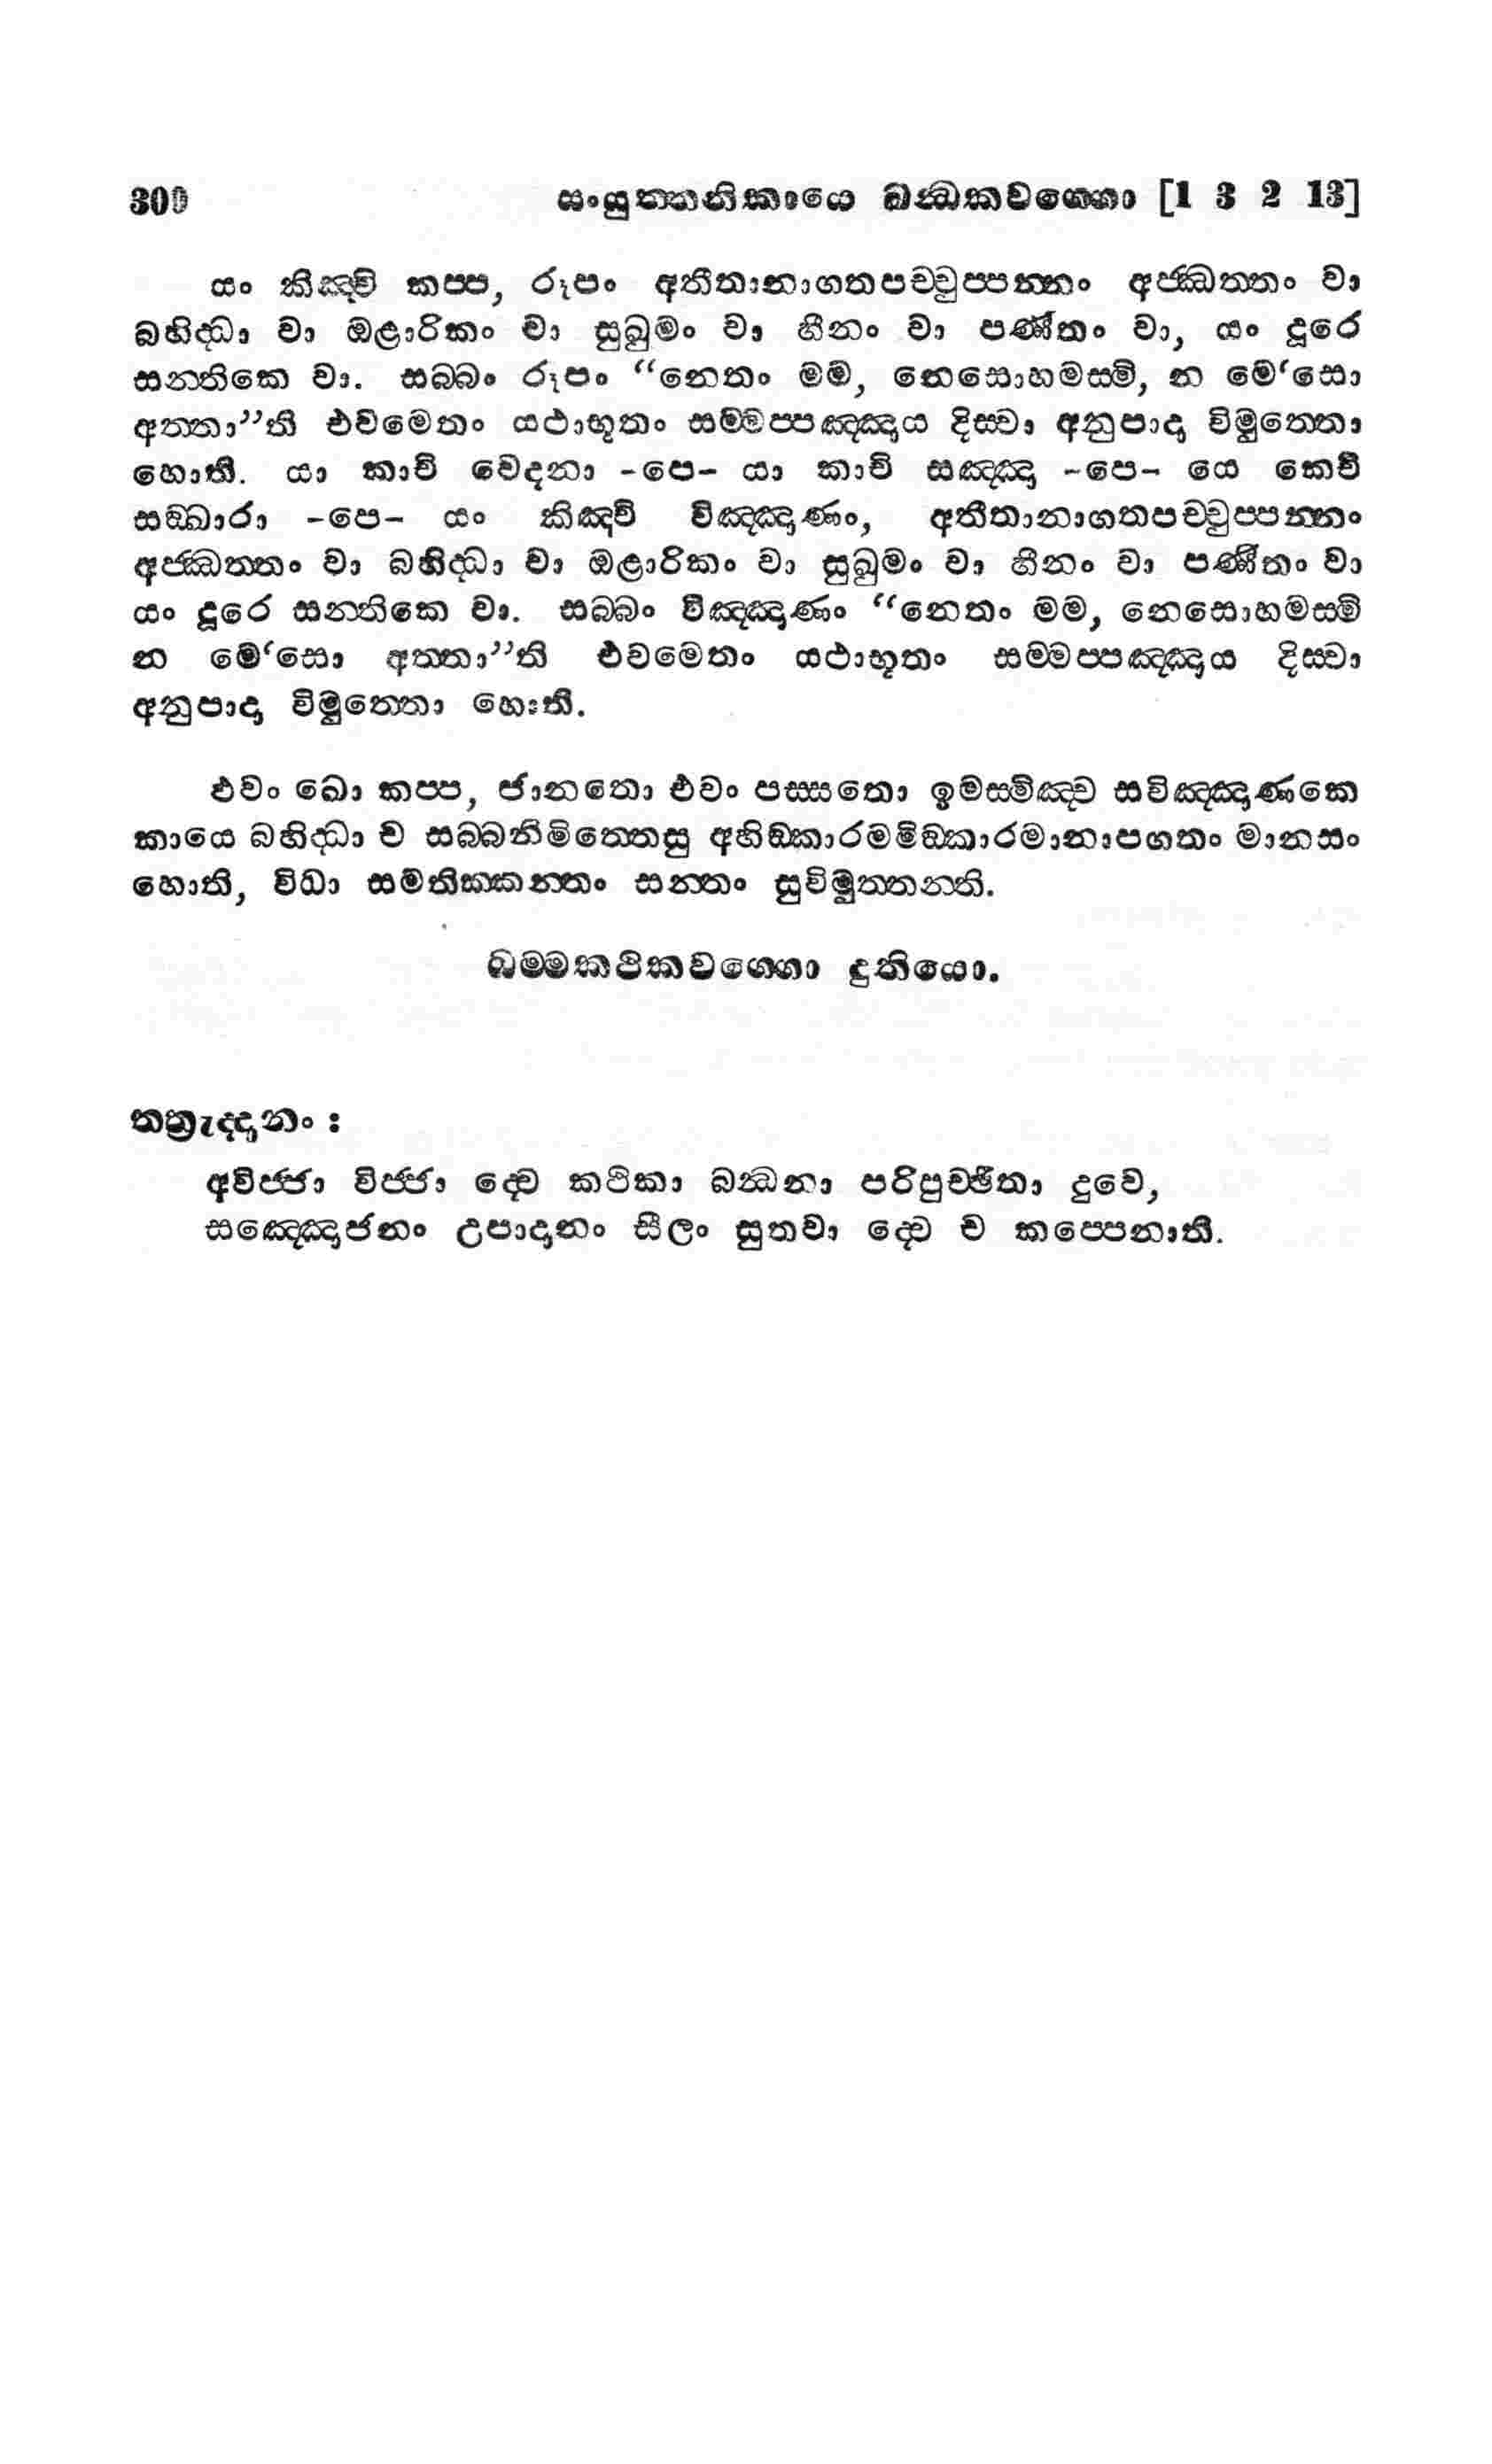 300 සංයුත්තනිකායෙ ඛන්ධකවග්ගො [1 3 2 13]
යං කිඤ්චි කප්ප, රූපං අතීතානාගතපච්චුප්පන්නං අජ්ඣත්තං වා
බහිද්ධා වා ඔළාරිකං වා සුඛුමං වා හීනං වා පණීතං වා, යං දූරෙ
සන්තිකෙ වා. සබ්බං රූපං “නෙතං මම, නෙසොහමස්මි, න මෙ‘සො
අත්තා”ති එවමෙතං යථාභූතං සම්මප්පඤ්ඤාය දිස්වා අනුපාදා විමුත්තො
හොති. යා කාචි වෙදනා -පෙ- යා කාචි සඤ්ඤා -පෙ- යෙ කෙචි
සඞ්ඛාරා -පෙ- යං කිඤ්චි විඤ්ඤාණං, අතීතානාගතපච්චුප්පන්නං
අජ්ඣත්තං වා බහිද්ධා වා ඔළාරිකං වා සුඛුමං වා හීනං වා පණීතං වා
යං දූරෙ සන්තිකෙ වා. සබ්බං විඤ්ඤාණං “නෙතං මම, නෙසොහමස්මි
න මෙ‘සො අත්තා”ති එවමෙතං යථාභූතං සම්මප්පඤ්ඤාය දිස්වා
අනුපාදා විමුත්තො හොති.
එවං ඛො කප්ප, ජානතො එවං පස්සතො ඉමස්මිඤ්ච සවිඤ්ඤාණකෙ
කායෙ බහිද්ධා ච සබ්බනිමිත්තෙසු අහිඞ්කාරමමිඞ්කාරමානාපගතං මානසං
හොති, විධා සමතික්කන්තං සන්තං සුවිමුත්තන්ති.
ධම්මකථිකවග්ගො දුතියො.
තත්‍රැද්දානං :
අවිජ්ජා විජ්ජා ද්වෙ කථිකා බන්ධනා පරිපුච්ඡිතා දුවෙ,
සඤ්ඤොජනං උපාදානං සීලං සුතවා ද්වෙ ච කප්පෙනාති.